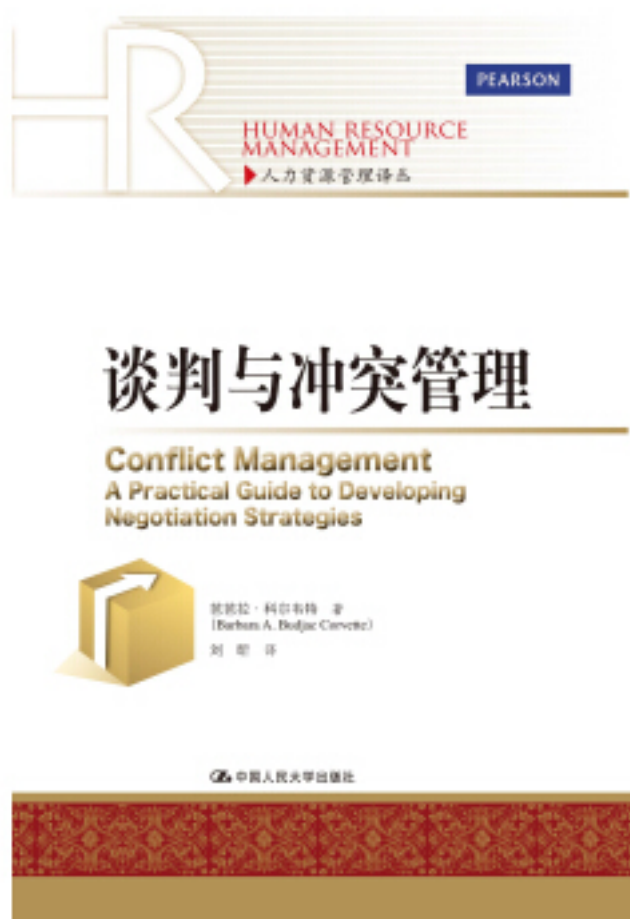 HR
PEARSON
HUMAN RESOURCE
MANAGEMENT
人力资源管理译丛
谈判与冲突管理
Conflict Management
A Practical Guide to Developing
Negotiation Strategies
芭芭拉·科尔韦特 著
(Barbara A. Budjac Corvette)
刘 昕 译
中国人民大学出版社